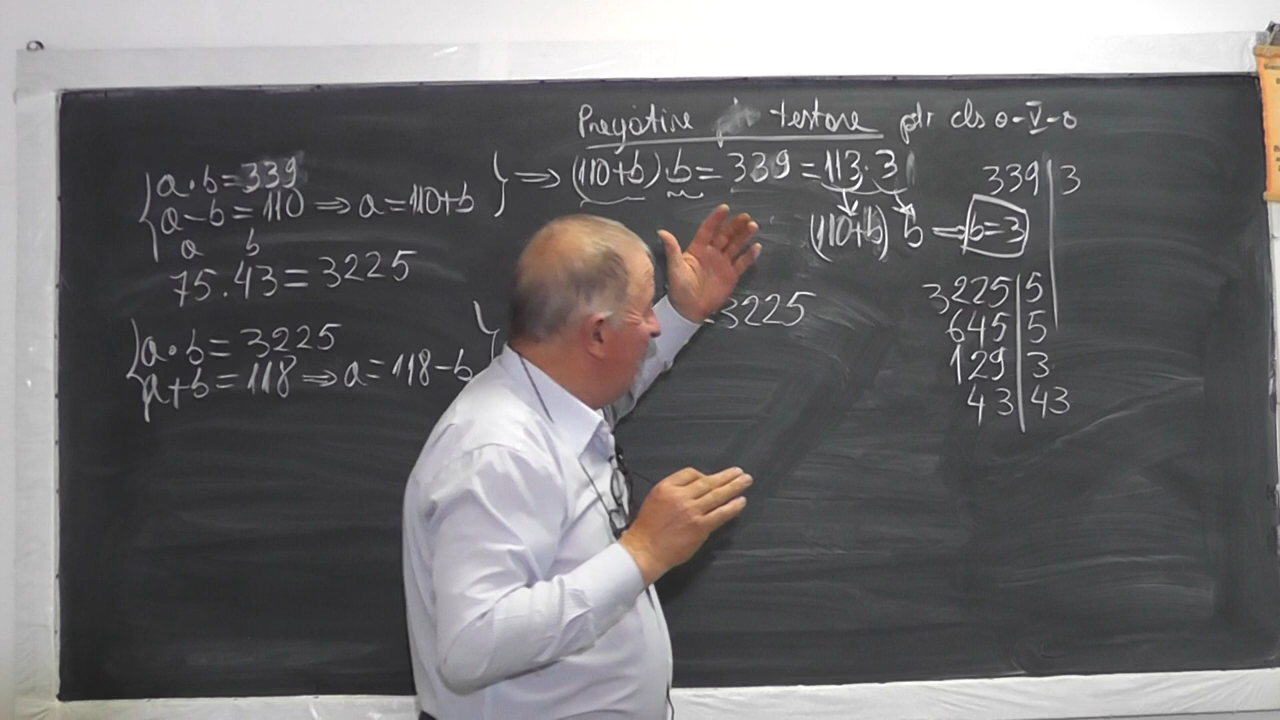 Pregătire testare ptr cls a-V-a
a·b=339
a-b=110 ⇒ a=110+b
} ⇒ (110+b)·b=339=113·3
(110+b) b ⇒ b=3
a b
75·43=3225
a·b=3225
a+b=118 ⇒ a=118-b
}
3225
339|3
3225|5
645|5
129|3
43|43